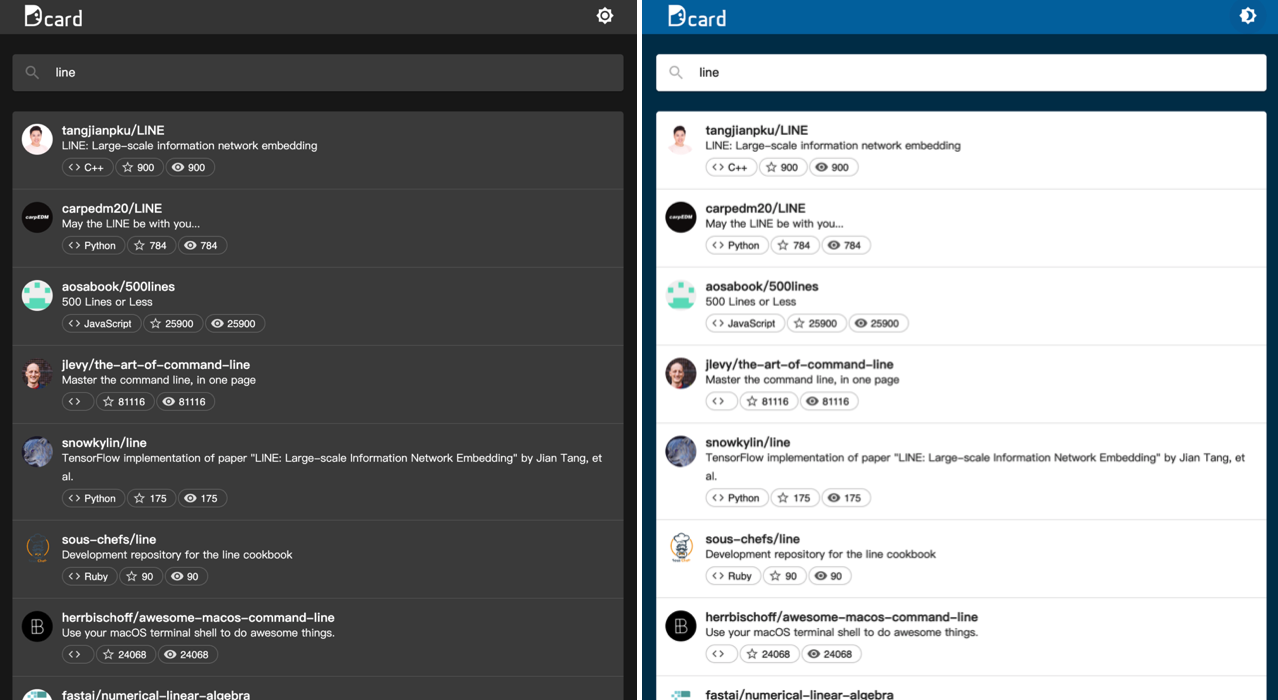 Dcard
line
tangjianpku/LINE
LINE: Large-scale information network embedding
<> C++ 900 900
carpedm20/LINE
May the LINE be with you...
<> Python 784 784
aosabook/500lines
500 Lines or Less
<> JavaScript 25900 25900
jlevy/the-art-of-command-line
Master the command line, in one page
<> 81116 81116
snowkylin/line
TensorFlow implementation of paper "LINE: Large-scale Information Network Embedding" by Jian Tang, et
al.
<> Python 175 175
sous-chefs/line
Development repository for the line cookbook
<> Ruby 90 90
herrbischoff/awesome-macos-command-line
Use your macOS terminal shell to do awesome things.
<> 24068 24068
fastai/numerical-linear-algebra
Dcard
line
tangjianpku/LINE
LINE: Large-scale information network embedding
<> C++ 900 900
carpedm20/LINE
May the LINE be with you...
<> Python 784 784
aosabook/500lines
500 Lines or Less
<> JavaScript 25900 25900
jlevy/the-art-of-command-line
Master the command line, in one page
<> 81116 81116
snowkylin/line
TensorFlow implementation of paper "LINE: Large-scale Information Network Embedding" by Jian Tang, et
al.
<> Python 175 175
sous-chefs/line
Development repository for the line cookbook
<> Ruby 90 90
herrbischoff/awesome-macos-command-line
Use your macOS terminal shell to do awesome things.
<> 24068 24068
fastai/numerical-linear-algebra